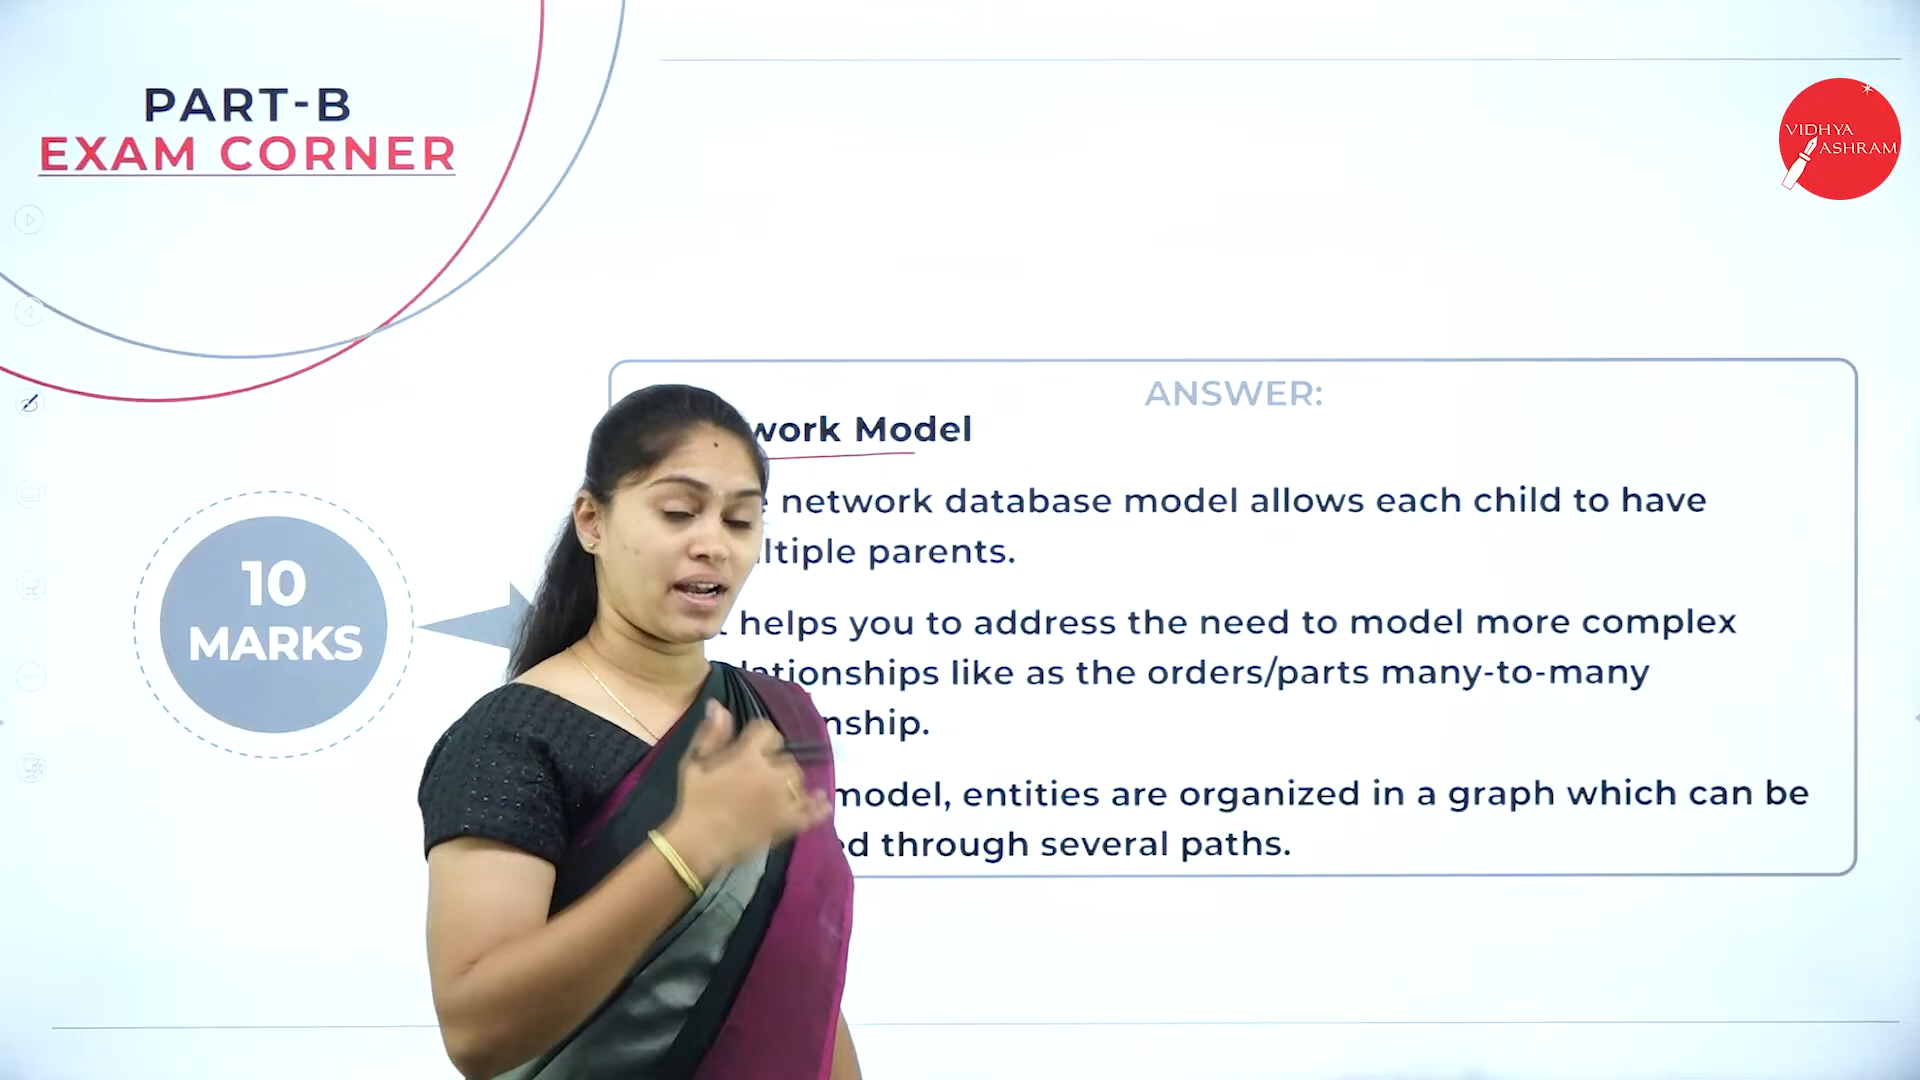 PART-B
EXAM CORNER
VIDHYA
ASHRAM
ANSWER:
work Model
network database model allows each child to have
ltiple parents.
helps you to address the need to model more complex
ationships like as the orders/parts many-to-many
nship.
model, entities are organized in a graph which can be
ed through several paths.
10
MARKS